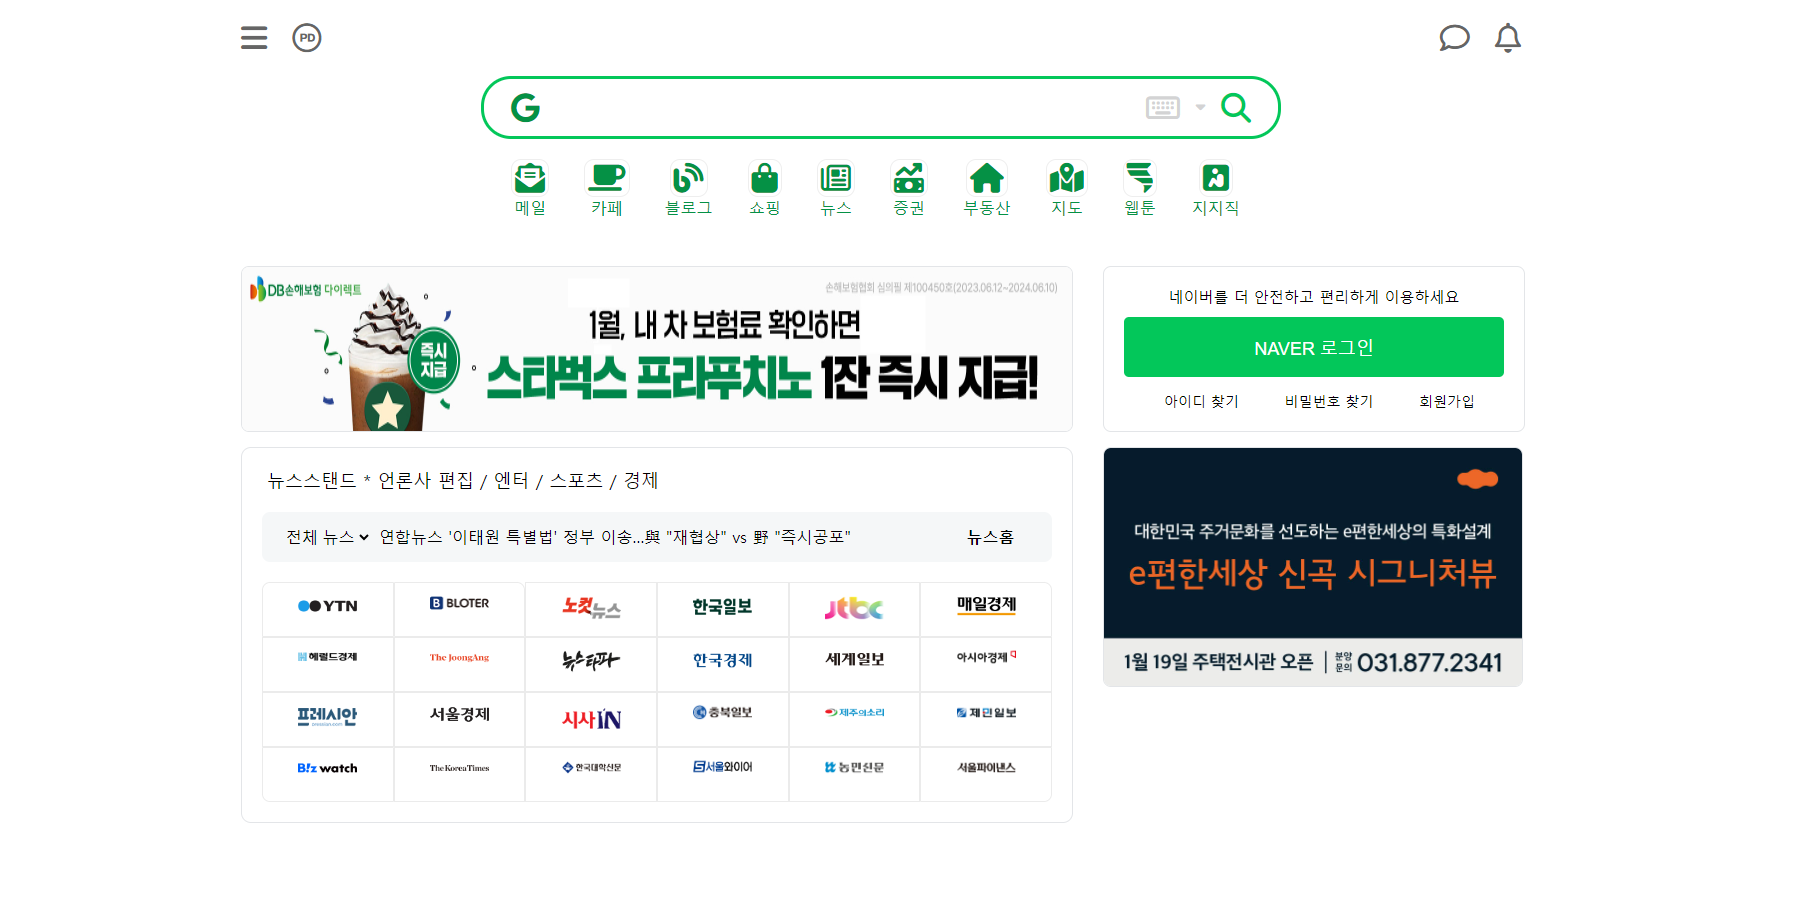 PD
G
메일 카페 블로그 쇼핑 뉴스 증권 부동산 지도 웹툰 지지직
DB손해보험 다이렉트
손해보험협회 심의필 제100450호(2023.06.12~2024.06.10)
즉시
지급
1월, 내 차 보험료 확인하면
스타벅스 프라푸치노 1잔 즉시 지급!
네이버를 더 안전하고 편리하게 이용하세요
NAVER 로그인
아이디 찾기 비밀번호 찾기 회원가입
뉴스스탠드 * 언론사 편집 / 엔터 / 스포츠 / 경제
전체 뉴스 연합뉴스 '이태원 특별법' 정부 이송...與 "재협상" vs 野 "즉시공포" 뉴스홈
YTN BLOTER 노컷뉴스 한국일보 jtbc 매일경제
헤럴드경제 The JoongAng 뉴스타파 한국경제 세계일보 아시아경제
프레시안 서울경제 시사IN 충북일보 제주의소리 제민일보
B!z watch The Korea Times 한국대학신문 서울와이어 농민신문 서울파이낸스
대한민국 주거문화를 선도하는 e편한세상의 특화설계
e편한세상 신곡 시그니처뷰
1월 19일 주택전시관 오픈 분양 문의 031.877.2341